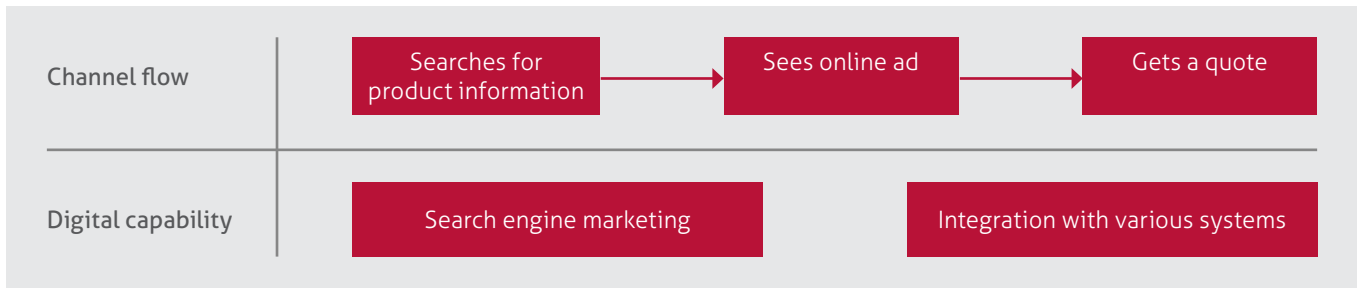 Channel flow
Searches for
product information
Sees online ad
Gets a quote
Digital capability
Search engine marketing
Integration with various systems